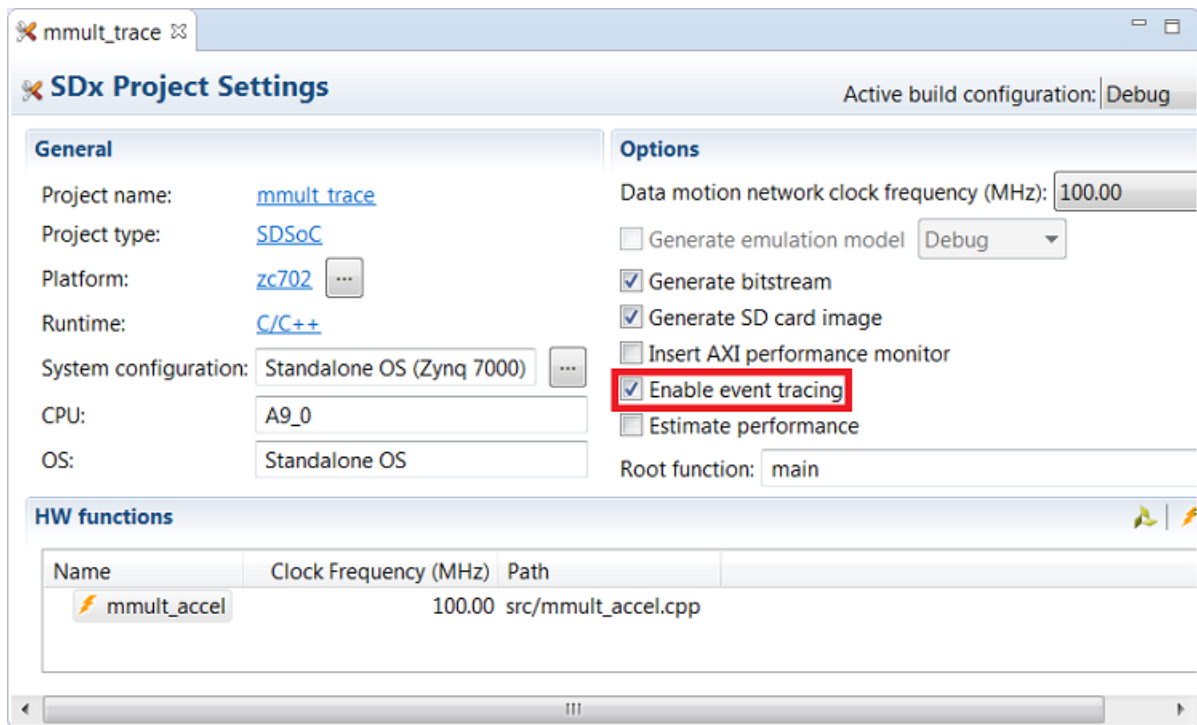 mmult_trace
SDx Project Settings
Active build configuration: Debug
General
Project name: mmult_trace
Project type: SDSoC
Platform: zc702 ...
Runtime: C/C++
System configuration: Standalone OS (Zynq 7000) ...
CPU: A9_0
OS: Standalone OS
Options
Data motion network clock frequency (MHz): 100.00
Generate emulation model Debug
Generate bitstream
Generate SD card image
Insert AXI performance monitor
Enable event tracing
Estimate performance
Root function: main
HW functions
Name Clock Frequency (MHz) Path
mmult_accel 100.00 src/mmult_accel.cpp